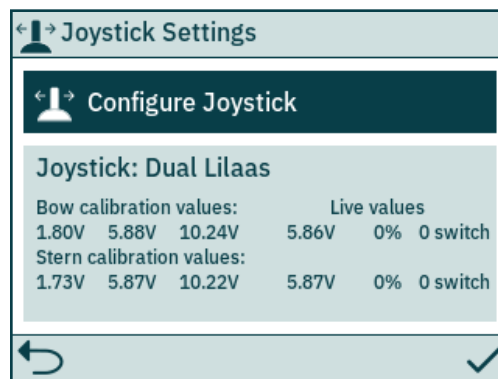 Joystick Settings
Configure Joystick
Joystick: Dual Lilaas
Bow calibration values: Live values
1.80V 5.88V 10.24V 5.86V 0% 0 switch
Stern calibration values:
1.73V 5.87V 10.22V 5.87V 0% 0 switch